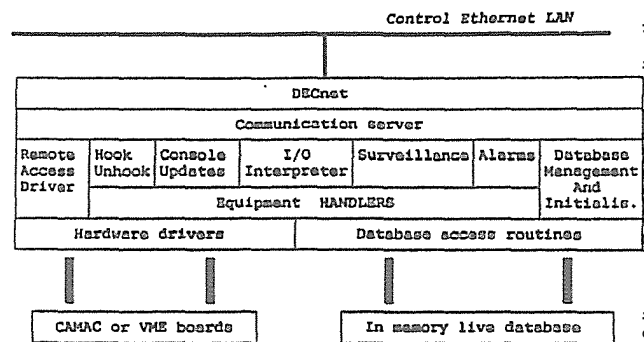 Control Ethernet LAN
DECnet
Communication server
Remote Access Driver
Hook Unhook
Console Updates
I/O Interpreter
Surveillance
Alarms
Database Management And Initialis.
Equipment HANDLERS
Hardware drivers
Database access routines
CAMAC or VME boards
In memory live database